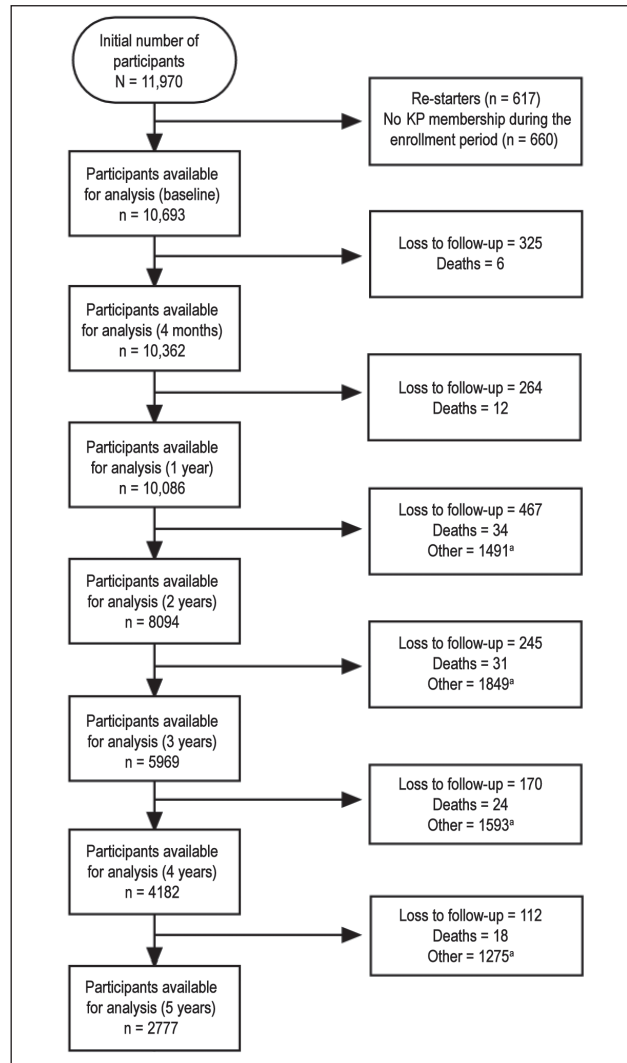 Initial number of
participants
N = 11,970
Re-starters (n = 617)
No KP membership during the
enrollment period (n = 660)
Participants available
for analysis (baseline)
n = 10,693
Loss to follow-up = 325
Deaths = 6
Participants available
for analysis (4 months)
n = 10,362
Loss to follow-up = 264
Deaths = 12
Participants available
for analysis (1 year)
n = 10,086
Loss to follow-up = 467
Deaths = 34
Other = 1491ᵃ
Participants available
for analysis (2 years)
n = 8094
Loss to follow-up = 245
Deaths = 31
Other = 1849ᵃ
Participants available
for analysis (3 years)
n = 5969
Loss to follow-up = 170
Deaths = 24
Other = 1593ᵃ
Participants available
for analysis (4 years)
n = 4182
Loss to follow-up = 112
Deaths = 18
Other = 1275ᵃ
Participants available
for analysis (5 years)
n = 2777